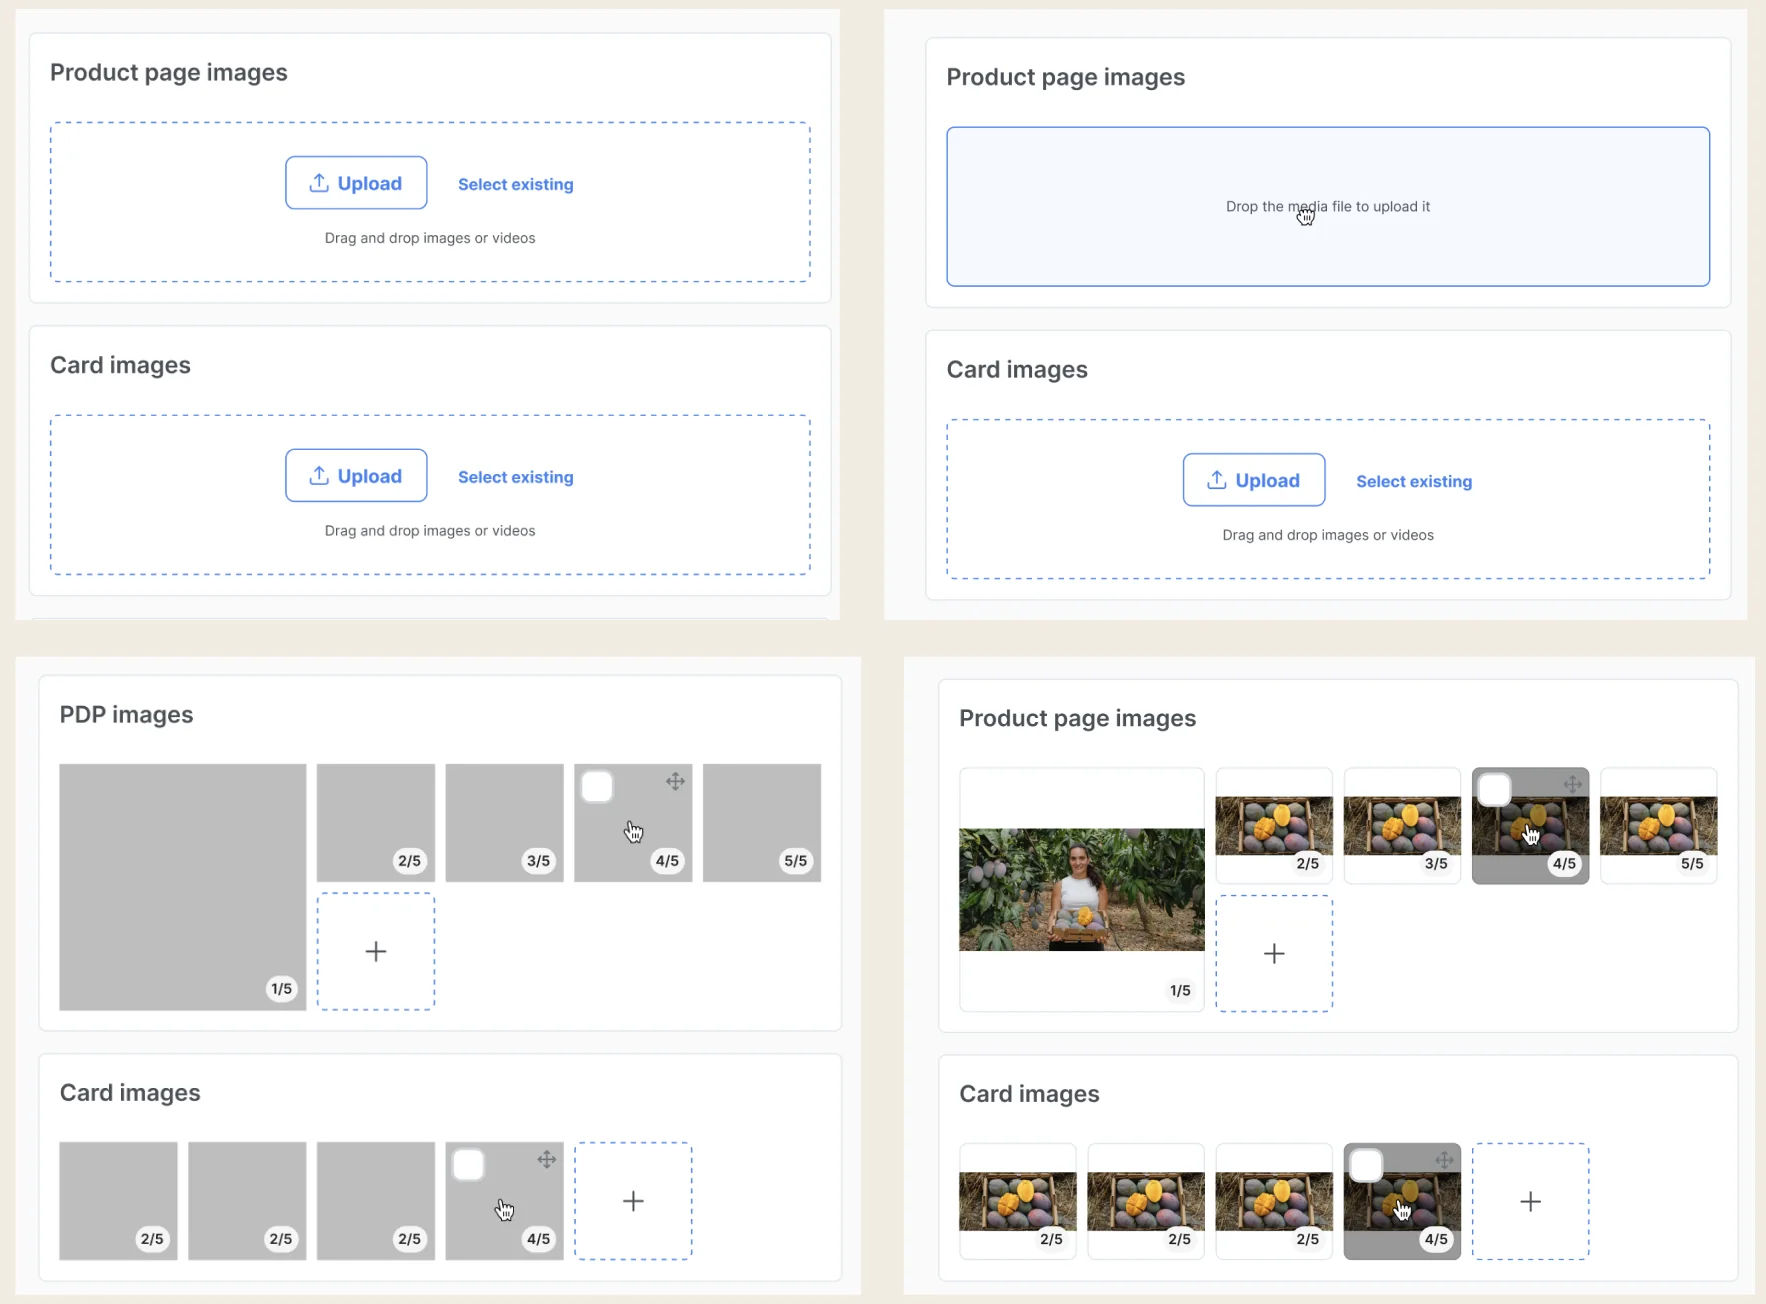 Product page images
Upload
Select existing
Drag and drop images or videos
Card images
Upload
Select existing
Drag and drop images or videos
Product page images
Drop the media file to upload it
Card images
Upload
Select existing
Drag and drop images or videos
PDP images
2/5
3/5
4/5
5/5
1/5
Card images
2/5
2/5
2/5
4/5
Product page images
2/5
3/5
4/5
5/5
1/5
Card images
2/5
2/5
2/5
4/5